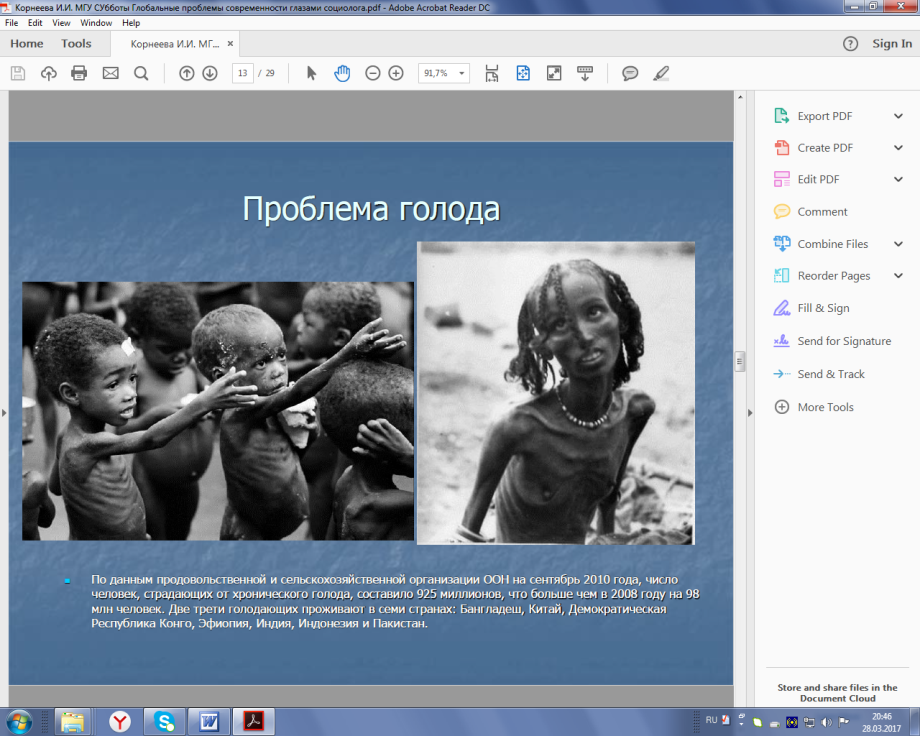 Корнеева И.И. МГУ СУбботы Глобальные проблемы современности глазами социолога.pdf - Adobe Acrobat Reader DC
File Edit View Window Help
Home Tools Корнеева И.И. МГ... × ? Sign In
13 / 29 91,7%
Export PDF
Create PDF
Edit PDF
Comment
Combine Files
Reorder Pages
Fill & Sign
Send for Signature
Send & Track
More Tools
Проблема голода
По данным продовольственной и сельскохозяйственной организации ООН на сентябрь 2010 года, число
человек, страдающих от хронического голода, составило 925 миллионов, что больше чем в 2008 году на 98
млн человек. Две трети голодающих проживают в семи странах: Бангладеш, Китай, Демократическая
Республика Конго, Эфиопия, Индия, Индонезия и Пакистан.
Store and share files in the
Document Cloud
RU
20:46
28.03.2017